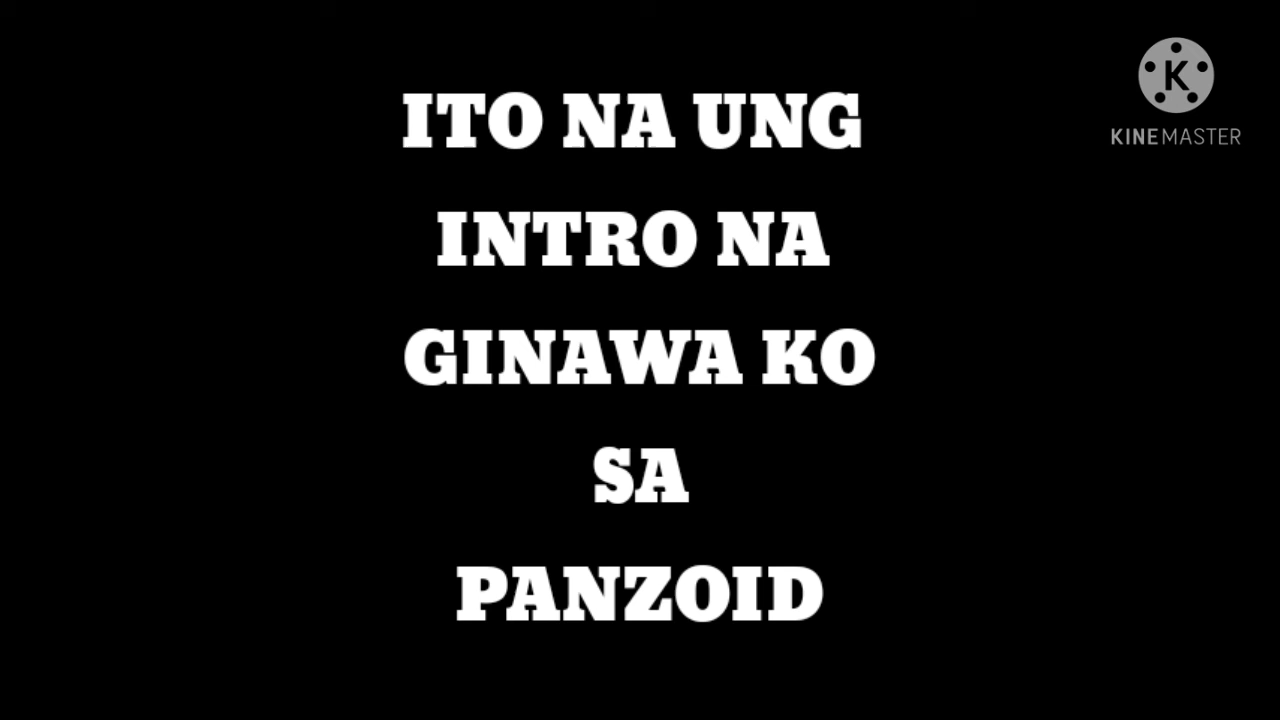 ITO NA UNG
INTRO NA
GINAWA KO
SA
PANZOID
K
KINEMASTER